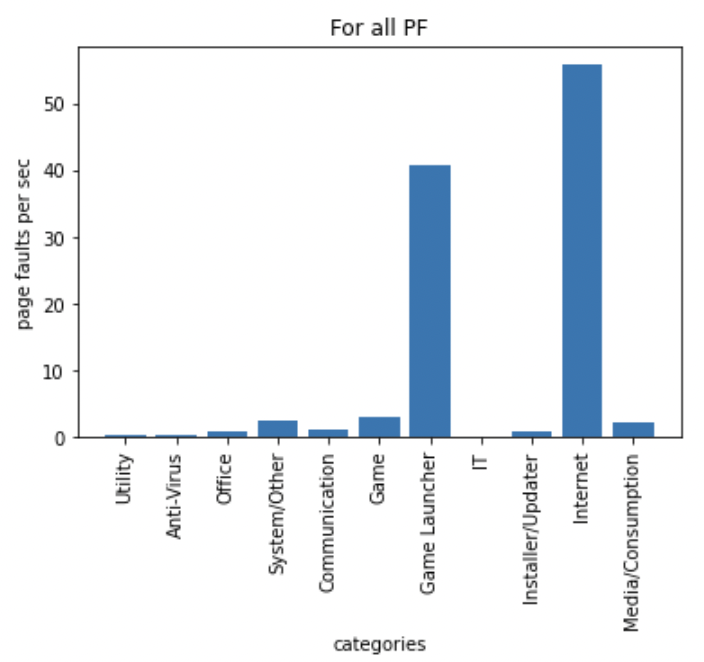 For all PF
page faults per sec
50
40
30
20
10
0
Utility
Anti-Virus
Office
System/Other
Communication
Game
Game Launcher
IT
Installer/Updater
Internet
Media/Consumption
categories